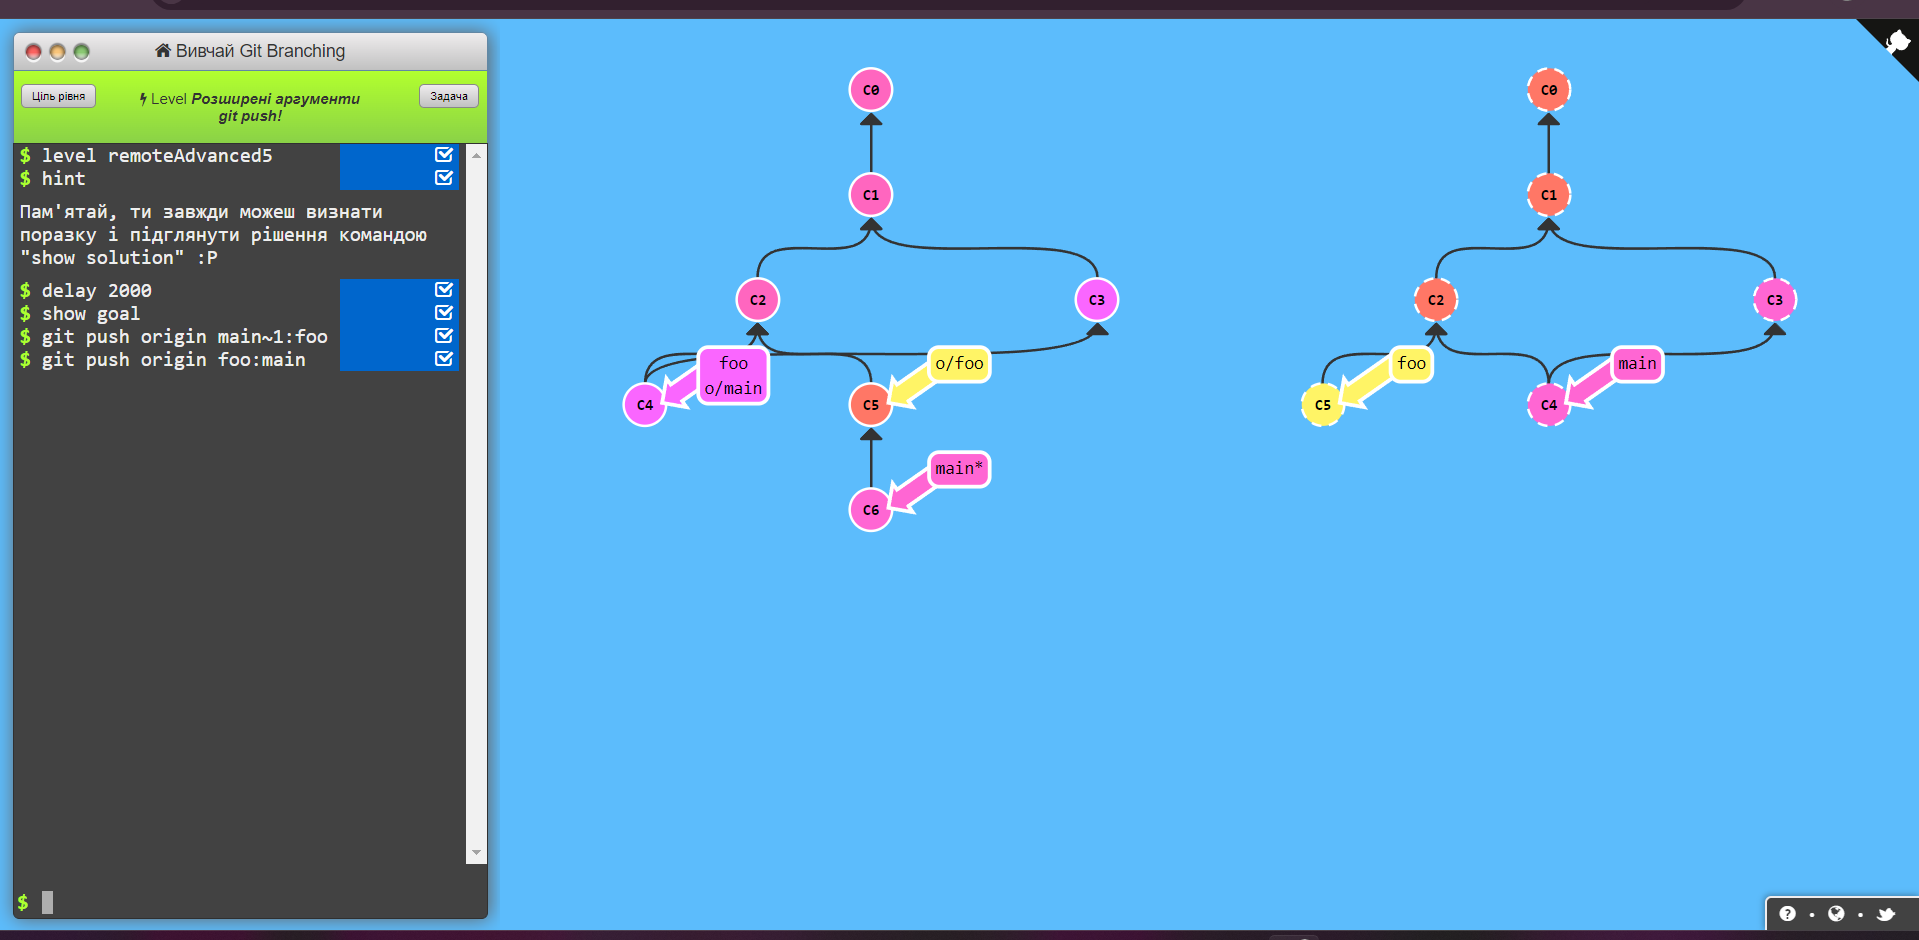 Вивчай Git Branching
Ціль рівня
Level Розширені аргументи
git push!
Задача
$ level remoteAdvanced5
$ hint
Пам'ятай, ти завжди можеш визнати
поразку і підглянути рішення командою
"show solution" :P
$ delay 2000
$ show goal
$ git push origin main~1:foo
$ git push origin foo:main
$
C0
C1
C2
C3
foo
o/main
C4
o/foo
C5
main*
C6
C0
C1
C2
C3
foo
C5
main
C4